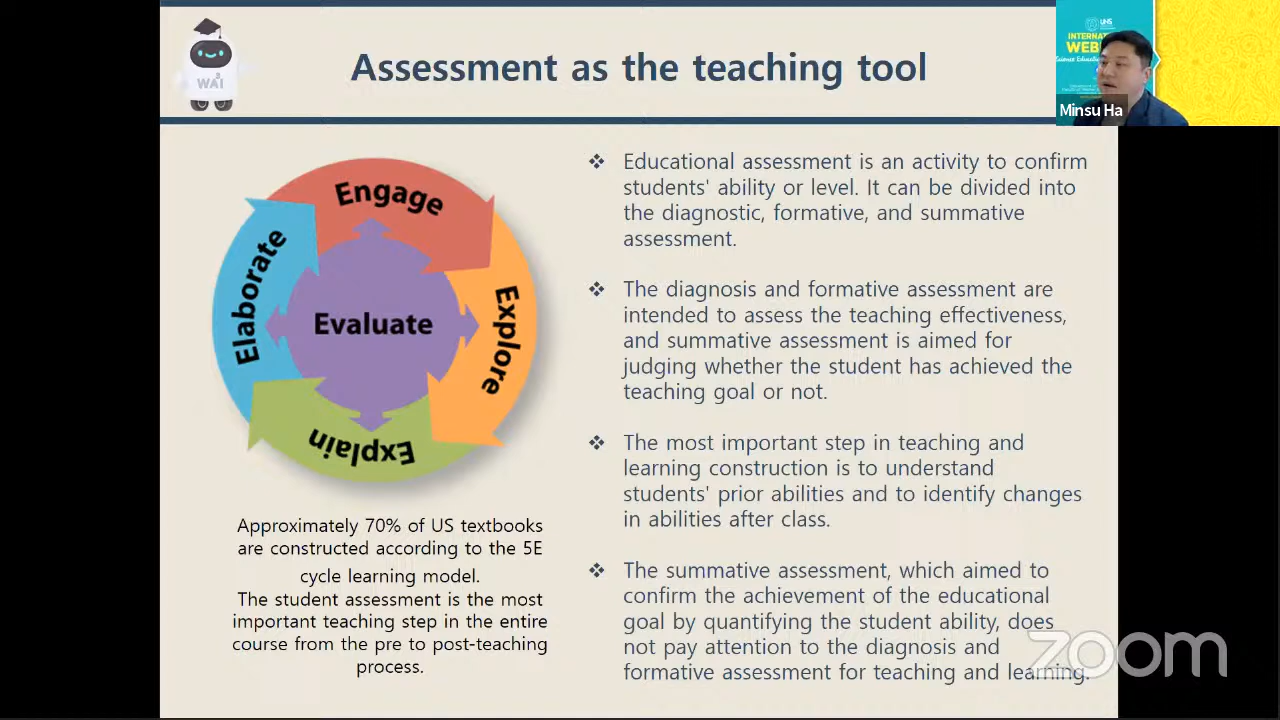 Assessment as the teaching tool
WAI
UNS
INTERNAT
WEB
Science Educatio
Minsu Ha
Engage
Explore
Explain
Elaborate
Evaluate
Approximately 70% of US textbooks
are constructed according to the 5E
cycle learning model.
The student assessment is the most
important teaching step in the entire
course from the pre to post-teaching
process.
❖ Educational assessment is an activity to confirm
students' ability or level. It can be divided into
the diagnostic, formative, and summative
assessment.
❖ The diagnosis and formative assessment are
intended to assess the teaching effectiveness,
and summative assessment is aimed for
judging whether the student has achieved the
teaching goal or not.
❖ The most important step in teaching and
learning construction is to understand
students' prior abilities and to identify changes
in abilities after class.
❖ The summative assessment, which aimed to
confirm the achievement of the educational
goal by quantifying the student ability, does
not pay attention to the diagnosis and
formative assessment for teaching and learning.
zoom